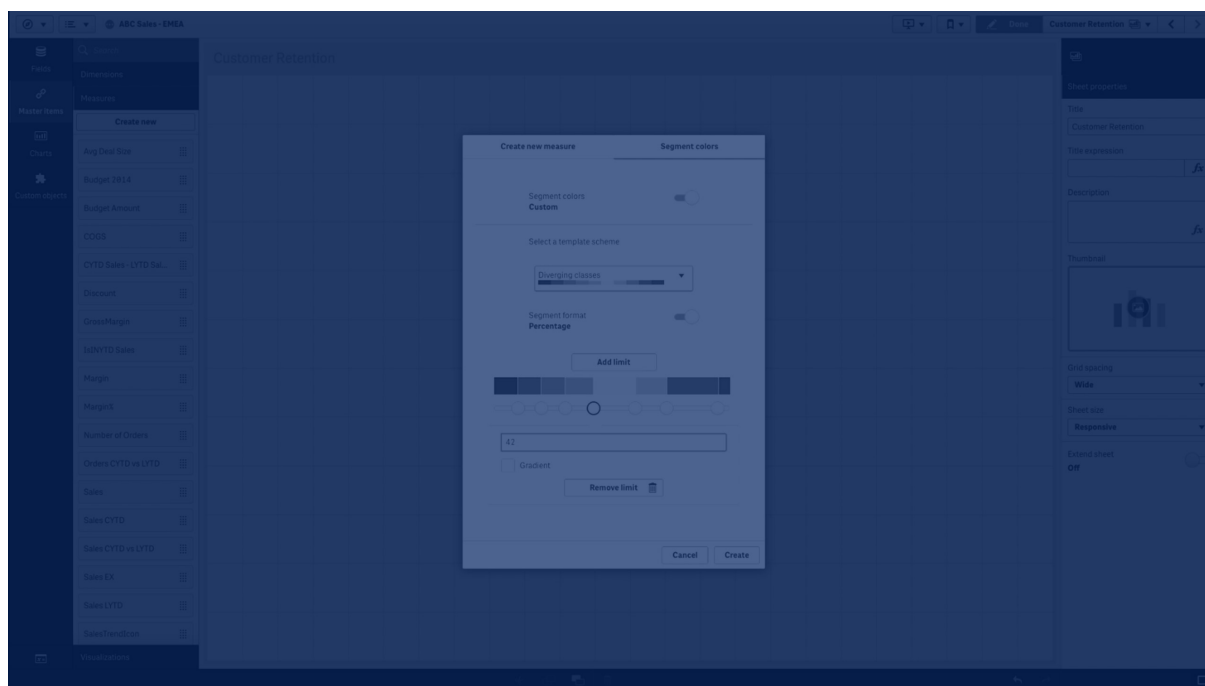 ABC Sales - EMEA
Done
Customer Retention
Fields
Master items
Charts
Custom objects
Search
Dimensions
Measures
Create new
Avg Deal Size
Budget 2014
Budget Amount
COGS
CYTD Sales - LYTD Sal...
Discount
GrossMargin
Margin
Number of Orders
Orders CYTD vs LYTD
Sales
Sales CYTD
Sales CYTD vs LYTD
Sales EX
Sales LYTD
SalesTrendIcon
Visualizations
Customer Retention
Create new measure
Segment colors
Segment colors
Custom
Select a template scheme
Diverging classes
Segment format
Percentage
Add limit
42
Gradient
Remove limit
Cancel
Create
Sheet properties
Title
Customer Retention
Title expression
fx
Description
fx
Thumbnail
Grid spacing
Wide
Sheet size
Responsive
Extend sheet
Off